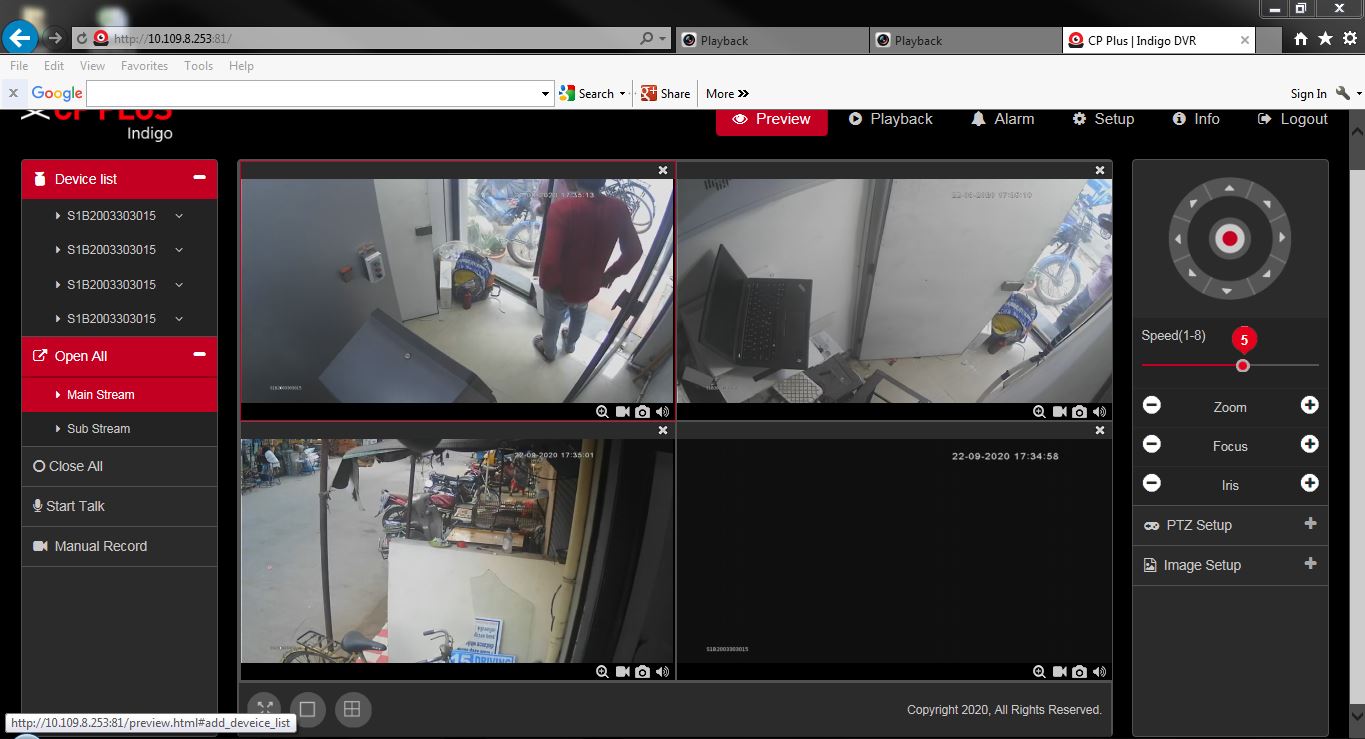 http://10.109.8.253:81/
Playback
Playback
CP Plus | Indigo DVR
File Edit View Favorites Tools Help
Google
Search
Share
More
Sign In
CP PLUS
Indigo
Preview
Playback
Alarm
Setup
Info
Logout
Device list
S1B2003303015
S1B2003303015
S1B2003303015
S1B2003303015
Open All
Main Stream
Sub Stream
Close All
Start Talk
Manual Record
22-09-2020 17:35:13
S1B2003303015
22-09-2020 17:35:10
22-09-2020 17:35:01
15 DRIVING
22-09-2020 17:34:58
S1B2003303015
Speed(1-8)
5
Zoom
Focus
Iris
PTZ Setup
Image Setup
Copyright 2020, All Rights Reserved.
http://10.109.8.253:81/preview.html#add_deveice_list